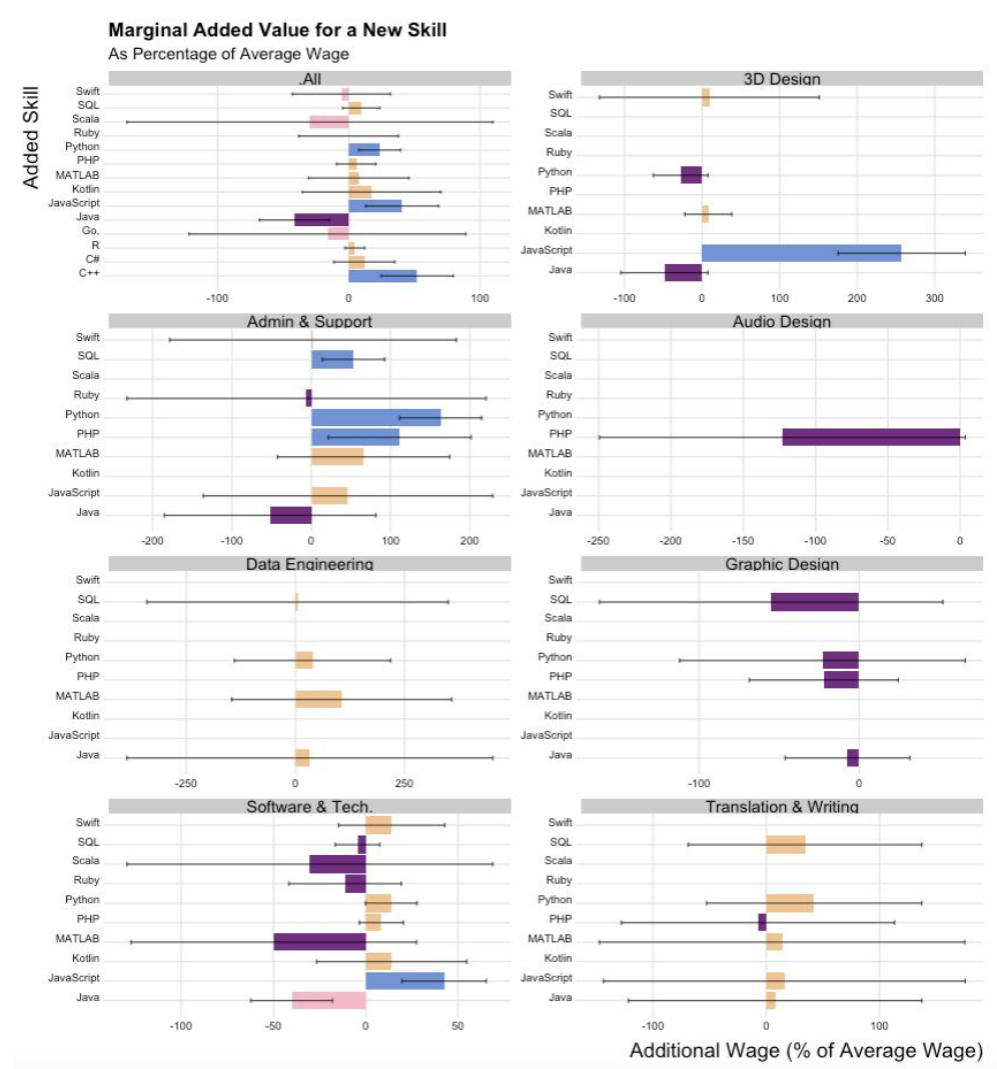 Marginal Added Value for a New Skill
As Percentage of Average Wage
Added Skill
.All
Swift
SQL
Scala
Ruby
Python
PHP
MATLAB
Kotlin
JavaScript
Java
Go.
R
C#
C++
-100 0 100
3D Design
Swift
SQL
Scala
Ruby
Python
PHP
MATLAB
Kotlin
JavaScript
Java
-100 0 100 200 300
Admin & Support
Swift
SQL
Scala
Ruby
Python
PHP
MATLAB
Kotlin
JavaScript
Java
-200 -100 0 100 200
Audio Design
Swift
SQL
Scala
Ruby
Python
PHP
MATLAB
Kotlin
JavaScript
Java
-250 -200 -150 -100 -50 0
Data Engineering
Swift
SQL
Scala
Ruby
Python
PHP
MATLAB
Kotlin
JavaScript
Java
-250 0 250
Graphic Design
Swift
SQL
Scala
Ruby
Python
PHP
MATLAB
Kotlin
JavaScript
Java
-100 0
Software & Tech.
Swift
SQL
Scala
Ruby
Python
PHP
MATLAB
Kotlin
JavaScript
Java
-100 -50 0 50
Translation & Writing
Swift
SQL
Scala
Ruby
Python
PHP
MATLAB
Kotlin
JavaScript
Java
-100 0 100
Additional Wage (% of Average Wage)